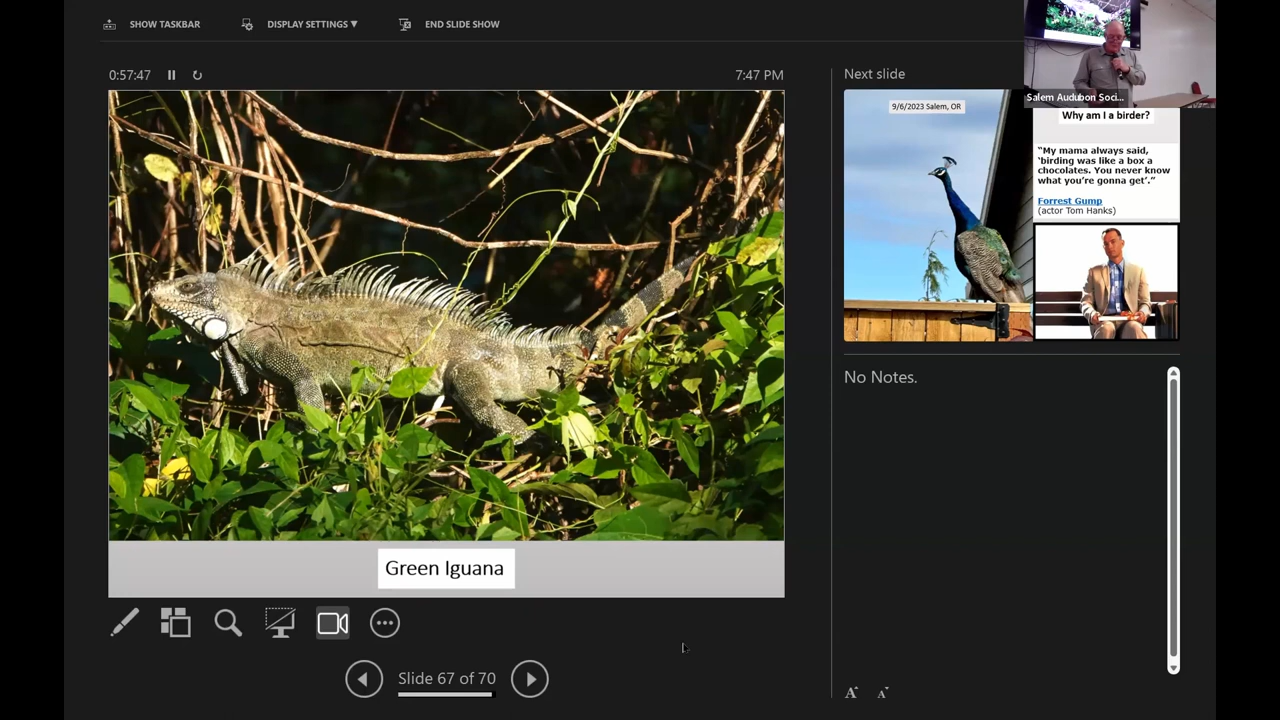 SHOW TASKBAR
DISPLAY SETTINGS ▼
END SLIDE SHOW
0:57:47
7:47 PM
Green Iguana
Slide 67 of 70
Next slide
Salem Audubon Soci...
9/6/2023 Salem, OR
Why am I a birder?
“My mama always said,
‘birding was like a box a
chocolates. You never know
what you’re gonna get’.”
Forrest Gump
(actor Tom Hanks)
No Notes.
A
A